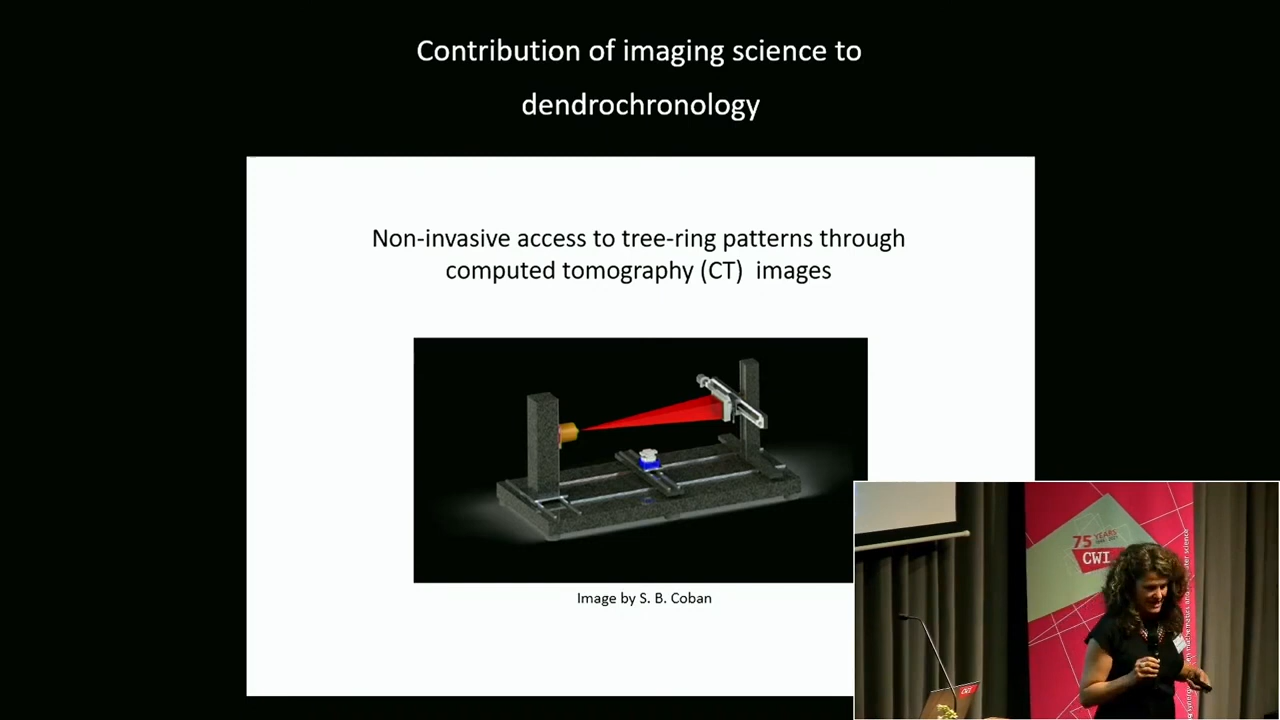 Contribution of imaging science to
dendrochronology
Non-invasive access to tree-ring patterns through
computed tomography (CT) images
Image by S. B. Coban
75 YEARS
CWI